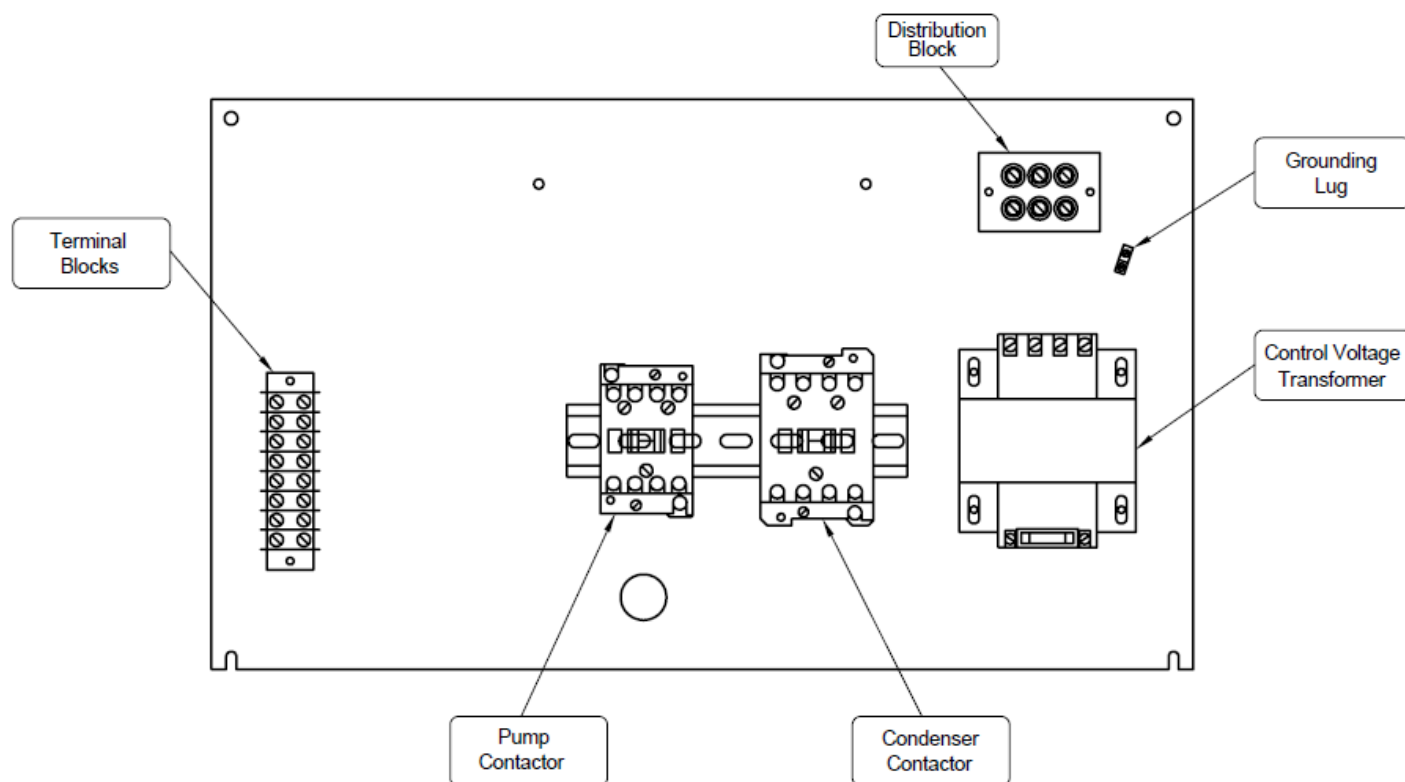 Distribution
Block
Grounding
Lug
Terminal
Blocks
Control Voltage
Transformer
Pump
Contactor
Condenser
Contactor